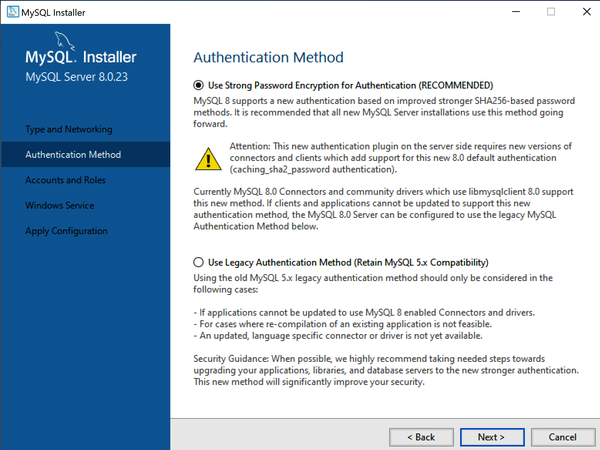 MySQL Installer
MySQL. Installer
MySQL Server 8.0.23
Type and Networking
Authentication Method
Accounts and Roles
Windows Service
Apply Configuration
Authentication Method
Use Strong Password Encryption for Authentication (RECOMMENDED)
MySQL 8 supports a new authentication based on improved stronger SHA256-based password
methods. It is recommended that all new MySQL Server installations use this method going
forward.
Attention: This new authentication plugin on the server side requires new versions of
connectors and clients which add support for this new 8.0 default authentication
(caching_sha2_password authentication).
Currently MySQL 8.0 Connectors and community drivers which use libmysqlclient 8.0 support
this new method. If clients and applications cannot be updated to support this new
authentication method, the MySQL 8.0 Server can be configured to use the legacy MySQL
Authentication Method below.
Use Legacy Authentication Method (Retain MySQL 5.x Compatibility)
Using the old MySQL 5.x legacy authentication method should only be considered in the
following cases:
- If applications cannot be updated to use MySQL 8 enabled Connectors and drivers.
- For cases where re-compilation of an existing application is not feasible.
- An updated, language specific connector or driver is not yet available.
Security Guidance: When possible, we highly recommend taking needed steps towards
upgrading your applications, libraries, and database servers to the new stronger authentication.
This new method will significantly improve your security.
< Back
Next >
Cancel